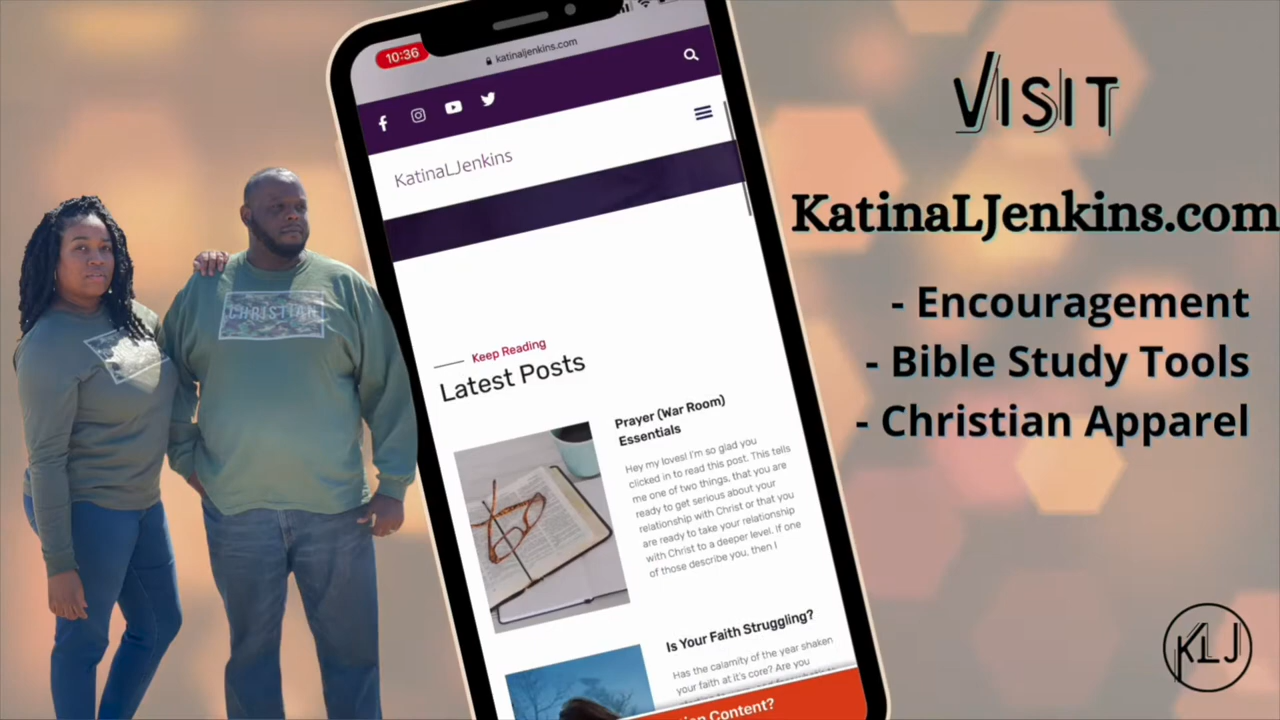 10:36
katinaljenkins.com
KatinaLJenkins
Keep Reading
Latest Posts
Prayer (War Room)
Essentials
Hey my loves! I'm so glad you
clicked in to read this post. This tells
me one of two things, that you are
ready to get serious about your
relationship with Christ or that you
are ready to take your relationship
with Christ to a deeper level. If one
of those describe you, then I
Is Your Faith Struggling?
Has the calamity of the year shaken
your faith at it's core? Are you
Content?
CHRISTIAN
VISIT
KatinaLJenkins.com
- Encouragement
- Bible Study Tools
- Christian Apparel
KLJ